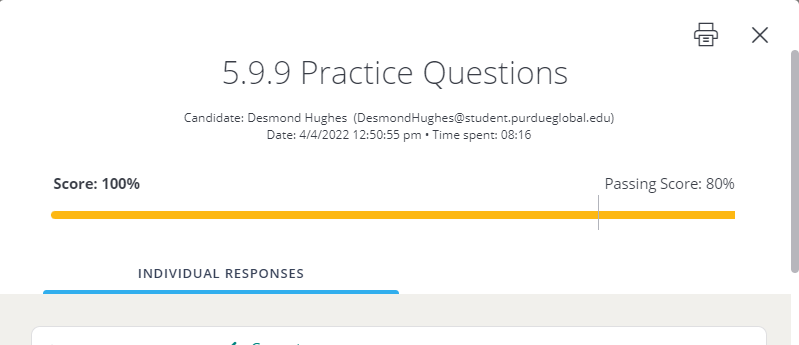 5.9.9 Practice Questions
Candidate: Desmond Hughes (DesmondHughes@student.purdueglobal.edu)
Date: 4/4/2022 12:50:55 pm • Time spent: 08:16
Score: 100%
Passing Score: 80%
INDIVIDUAL RESPONSES